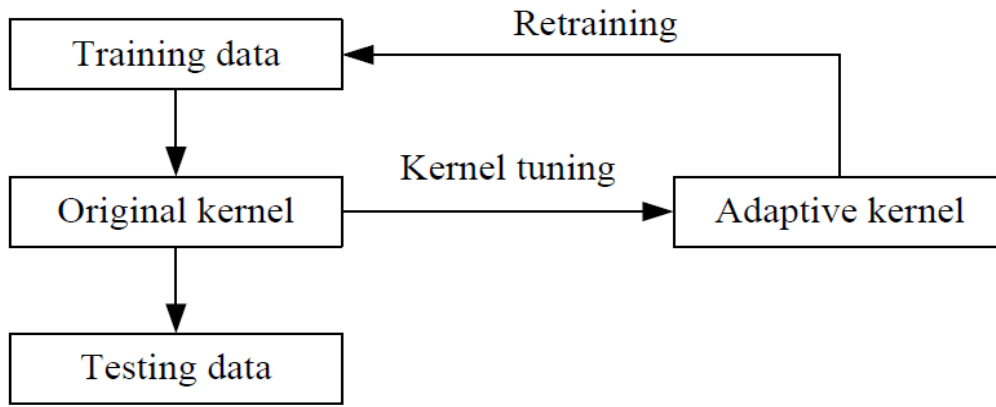 Retraining
Training data
Kernel tuning
Original kernel
Adaptive kernel
Testing data